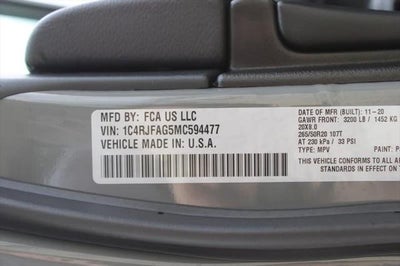 MFD BY: FCA US LLC
VIN: 1C4RJFAG5MC594477
VEHICLE MADE IN: U.S.A.
DATE OF MFR (BUILT): 11-20
GAWR FRONT: 3200 LB / 1452 KG
20X8.0
265/50R20 107T
AT 230 kPa / 33 PSI
TYPE: MPV PAINT:
THIS VEHICLE CONFORMS TO
STANDARDS IN EFFECT ON T